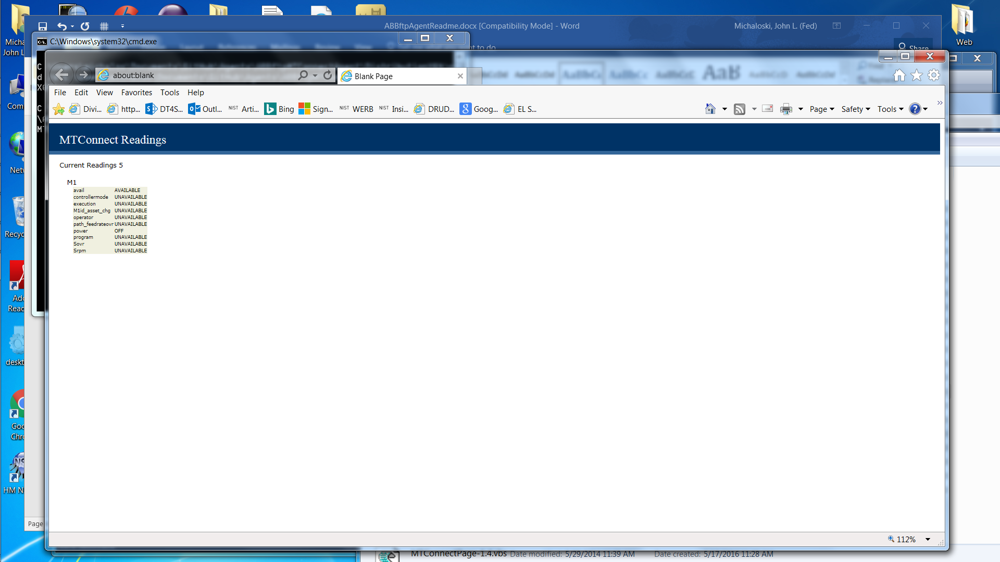 ABBftpAgentReadme.docx [Compatibility Mode] - Word
Michaloski, John L. (Fed)
C:\Windows\system32\cmd.exe
Share
Web
about:blank
Blank Page
File Edit View Favorites Tools Help
Divi... http... DT4S... Outl... NIST Arti... Bing Sign... NIST WERB NIST Insi... DRUD... Goog... EL S... Page Safety Tools
MTConnect Readings
Current Readings 5
M1
avail AVAILABLE
controllermode UNAVAILABLE
execution UNAVAILABLE
M1id_asset_chg UNAVAILABLE
operator UNAVAILABLE
path_feedrateovr UNAVAILABLE
power OFF
program UNAVAILABLE
Sovr UNAVAILABLE
Srpm UNAVAILABLE
Micha
John L
Com
Netw
Recyc
Ado
Read
deskt
Goo
Chro
HM N
Page
112%
MTConnectPage-1.4.vbs Date modified: 5/29/2014 11:39 AM Date created: 5/17/2016 11:28 AM